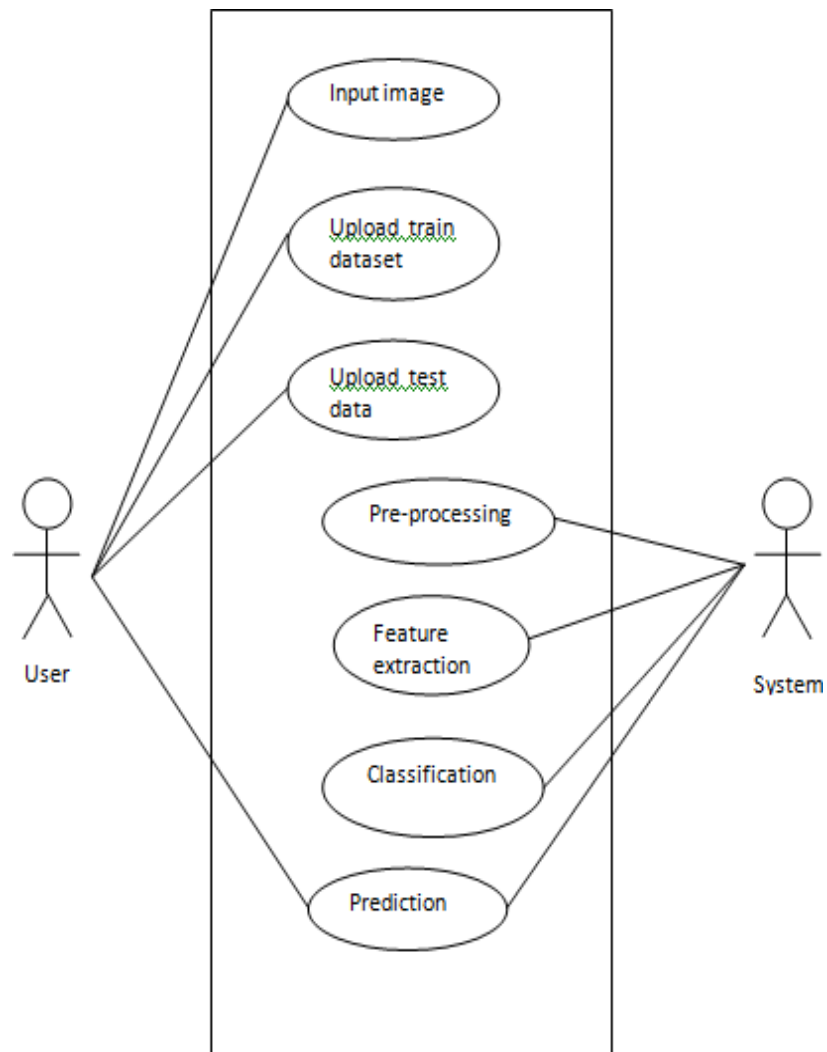 Input image
Upload train
dataset
Upload test
data
Pre-processing
Feature
extraction
User
System
Classification
Prediction